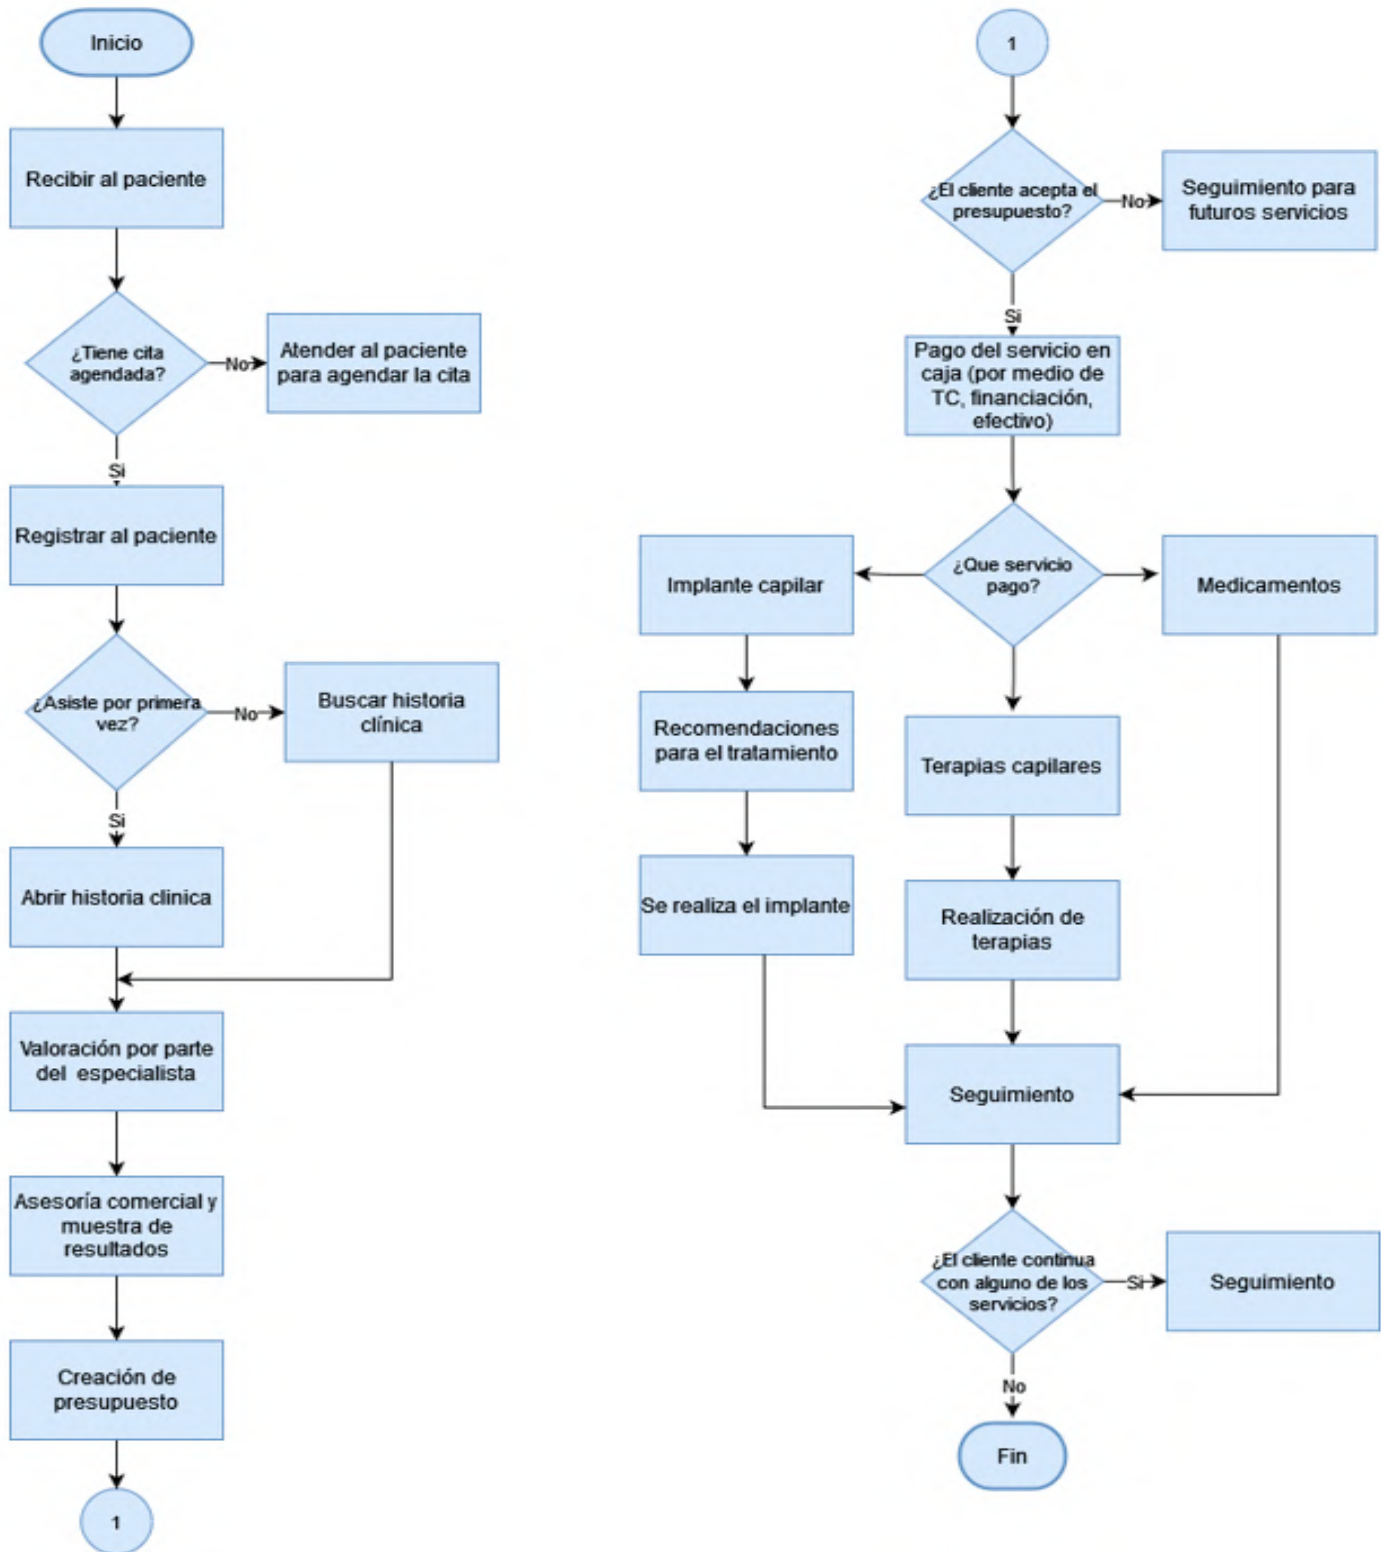 Inicio
Recibir al paciente
¿Tiene cita
agendada?
No
Atender al paciente
para agendar la cita
Si
Registrar al paciente
¿Asiste por primera
vez?
No
Buscar historia
clínica
Si
Abrir historia clinica
Valoración por parte
del especialista
Asesoría comercial y
muestra de
resultados
Creación de
presupuesto
1
1
¿El cliente acepta el
presupuesto?
No
Seguimiento para
futuros servicios
Si
Pago del servicio en
caja (por medio de
TC, financiación,
efectivo)
¿Que servicio
pago?
Implante capilar
Medicamentos
Recomendaciones
para el tratamiento
Terapias capilares
Se realiza el implante
Realización de
terapias
Seguimiento
¿El cliente continua
con alguno de los
servicios?
Si
Seguimiento
No
Fin